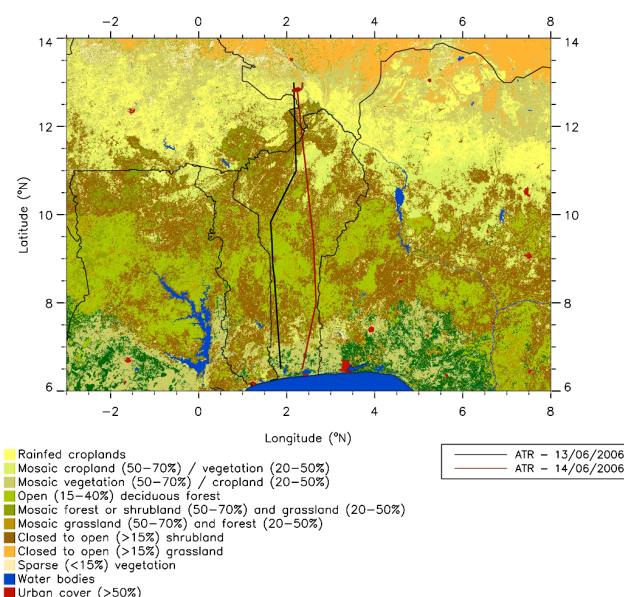 −2 0 2 4 6 8
14 14
12 12
10 10
8 8
6 6
Latitude (°N)
−2 0 2 4 6 8
Longitude (°N)
Rainfed croplands
Mosaic cropland (50−70%) / vegetation (20−50%)
Mosaic vegetation (50−70%) / cropland (20−50%)
Open (15−40%) deciduous forest
Mosaic forest or shrubland (50−70%) and grassland (20−50%)
Mosaic grassland (50−70%) and forest (20−50%)
Closed to open (>15%) shrubland
Closed to open (>15%) grassland
Sparse (<15%) vegetation
Water bodies
Urban cover (>50%)
ATR − 13/06/2006
ATR − 14/06/2006